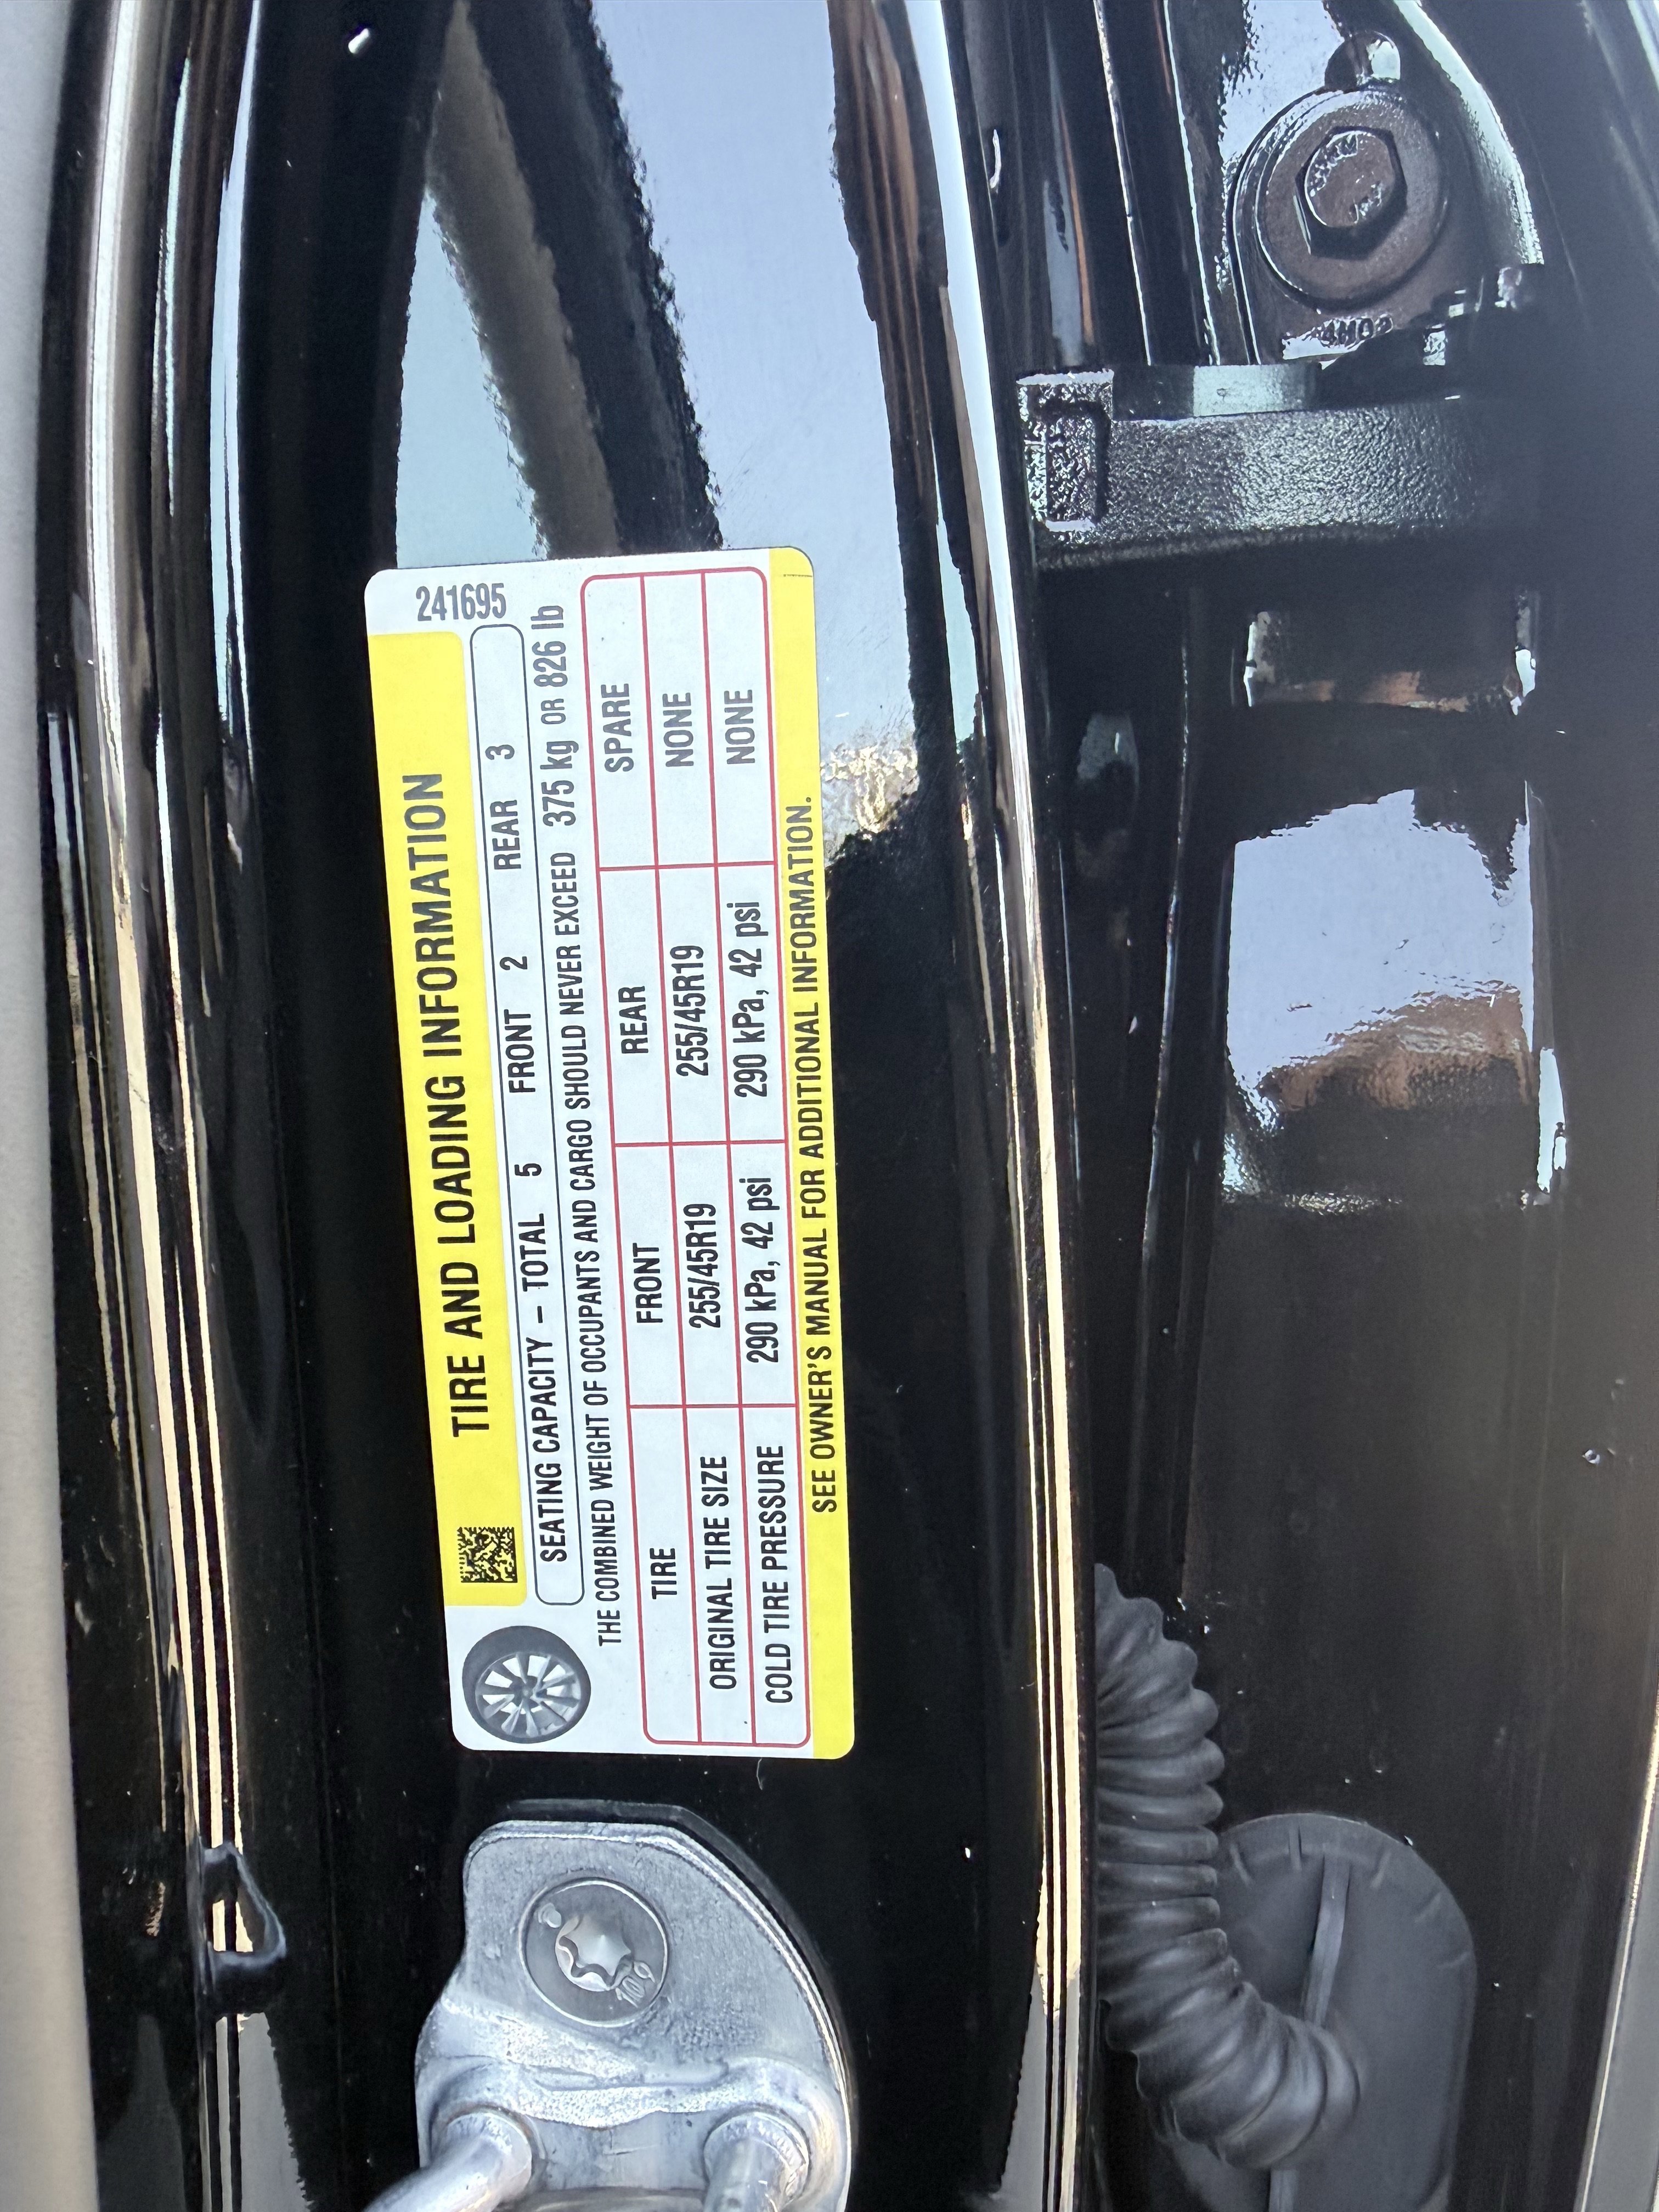 241695
TIRE AND LOADING INFORMATION
SEATING CAPACITY – TOTAL 5 FRONT 2 REAR 3
THE COMBINED WEIGHT OF OCCUPANTS AND CARGO SHOULD NEVER EXCEED 375 kg OR 826 lb
TIRE FRONT REAR SPARE
ORIGINAL TIRE SIZE 255/45R19 255/45R19 NONE
COLD TIRE PRESSURE 290 kPa, 42 psi 290 kPa, 42 psi NONE
SEE OWNER'S MANUAL FOR ADDITIONAL INFORMATION.